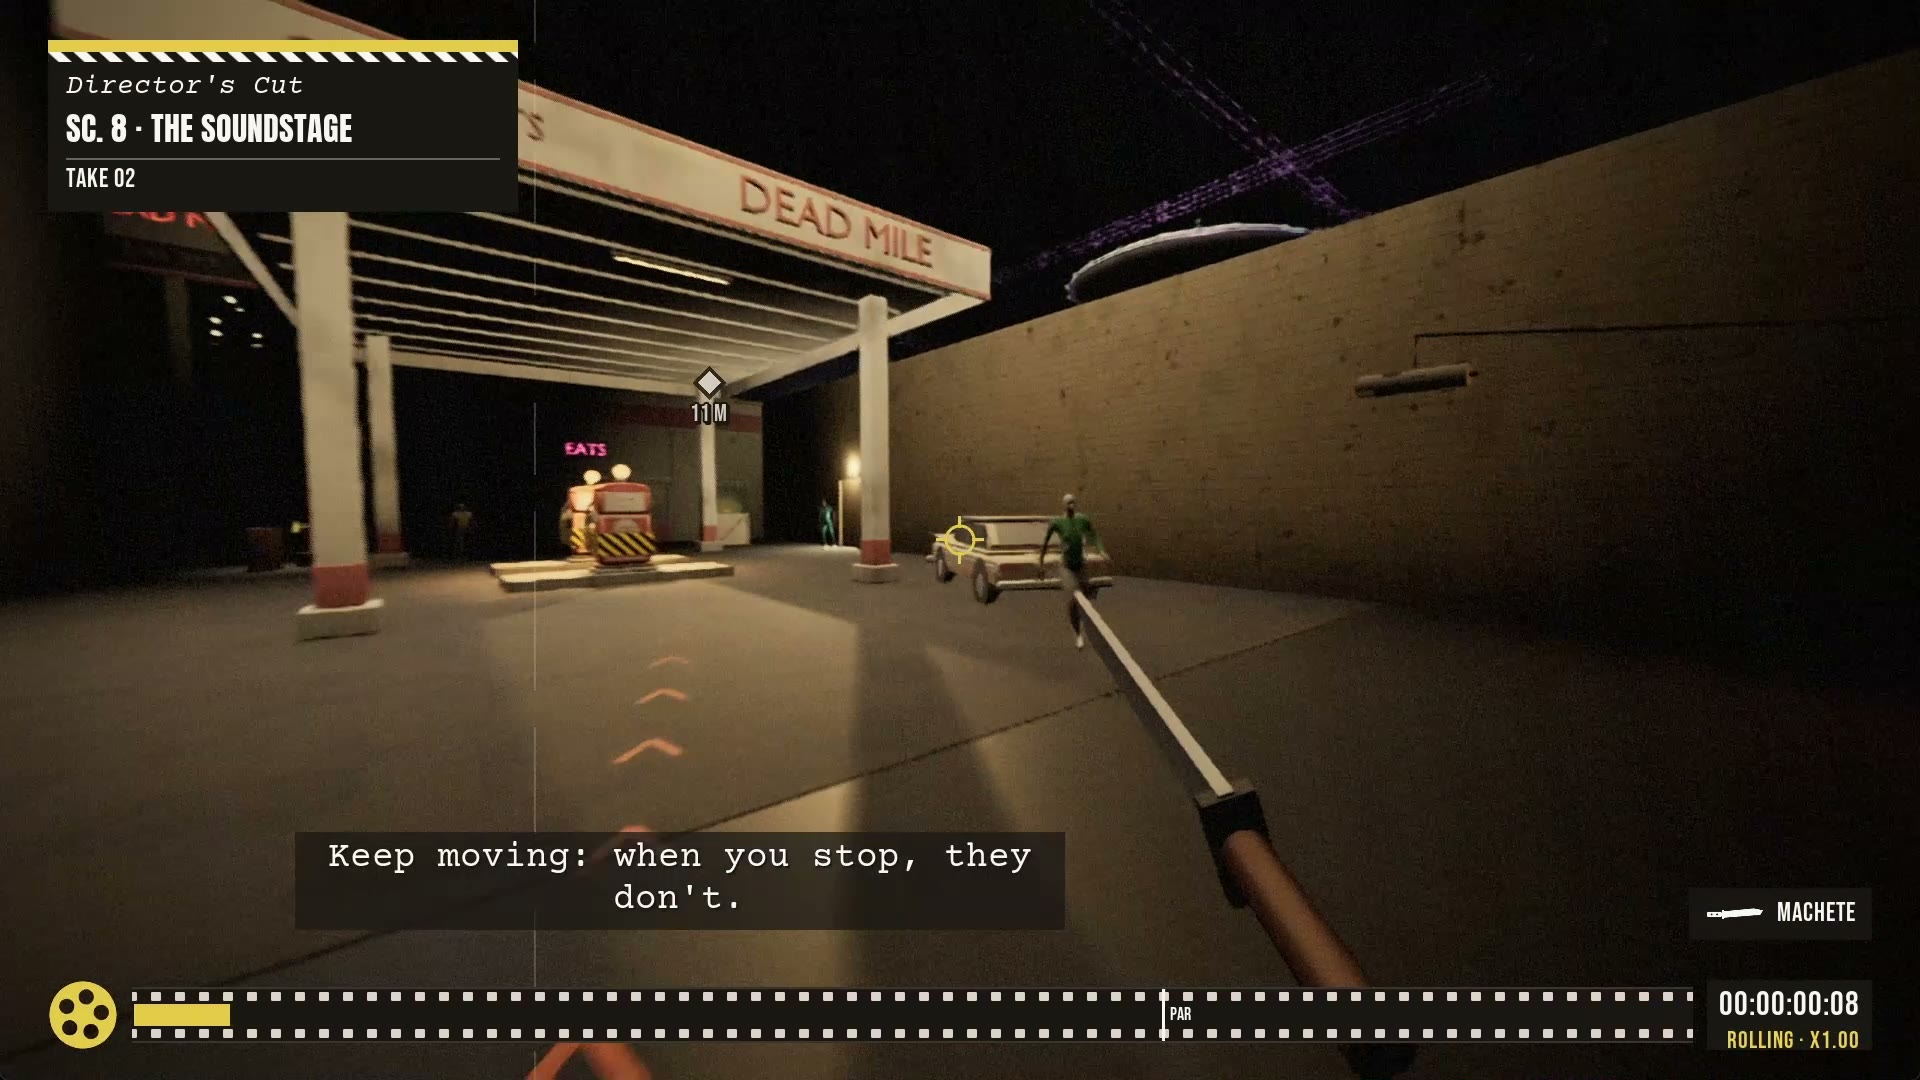 Director's Cut
SC. 8 · THE SOUNDSTAGE
TAKE 02
DEAD MILE
11 M
EATS
Keep moving: when you stop, they
don't.
MACHETE
PAR
00:00:00:08
ROLLING · X1.00